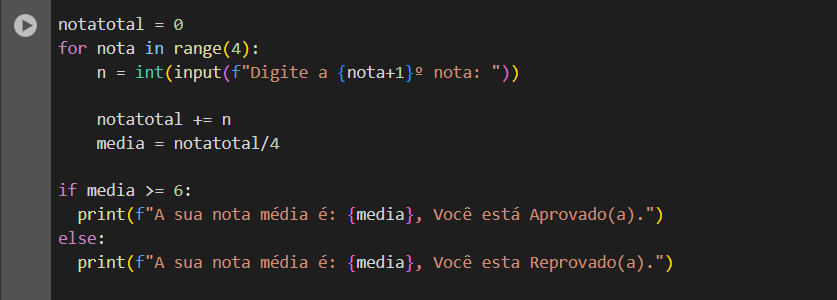 notatotal = 0
for nota in range(4):
    n = int(input(f"Digite a {nota+1}º nota: "))
    notatotal += n
    media = notatotal/4
if media >= 6:
  print(f"A sua nota média é: {media}, Você está Aprovado(a).")
else:
  print(f"A sua nota média é: {media}, Você esta Reprovado(a).")